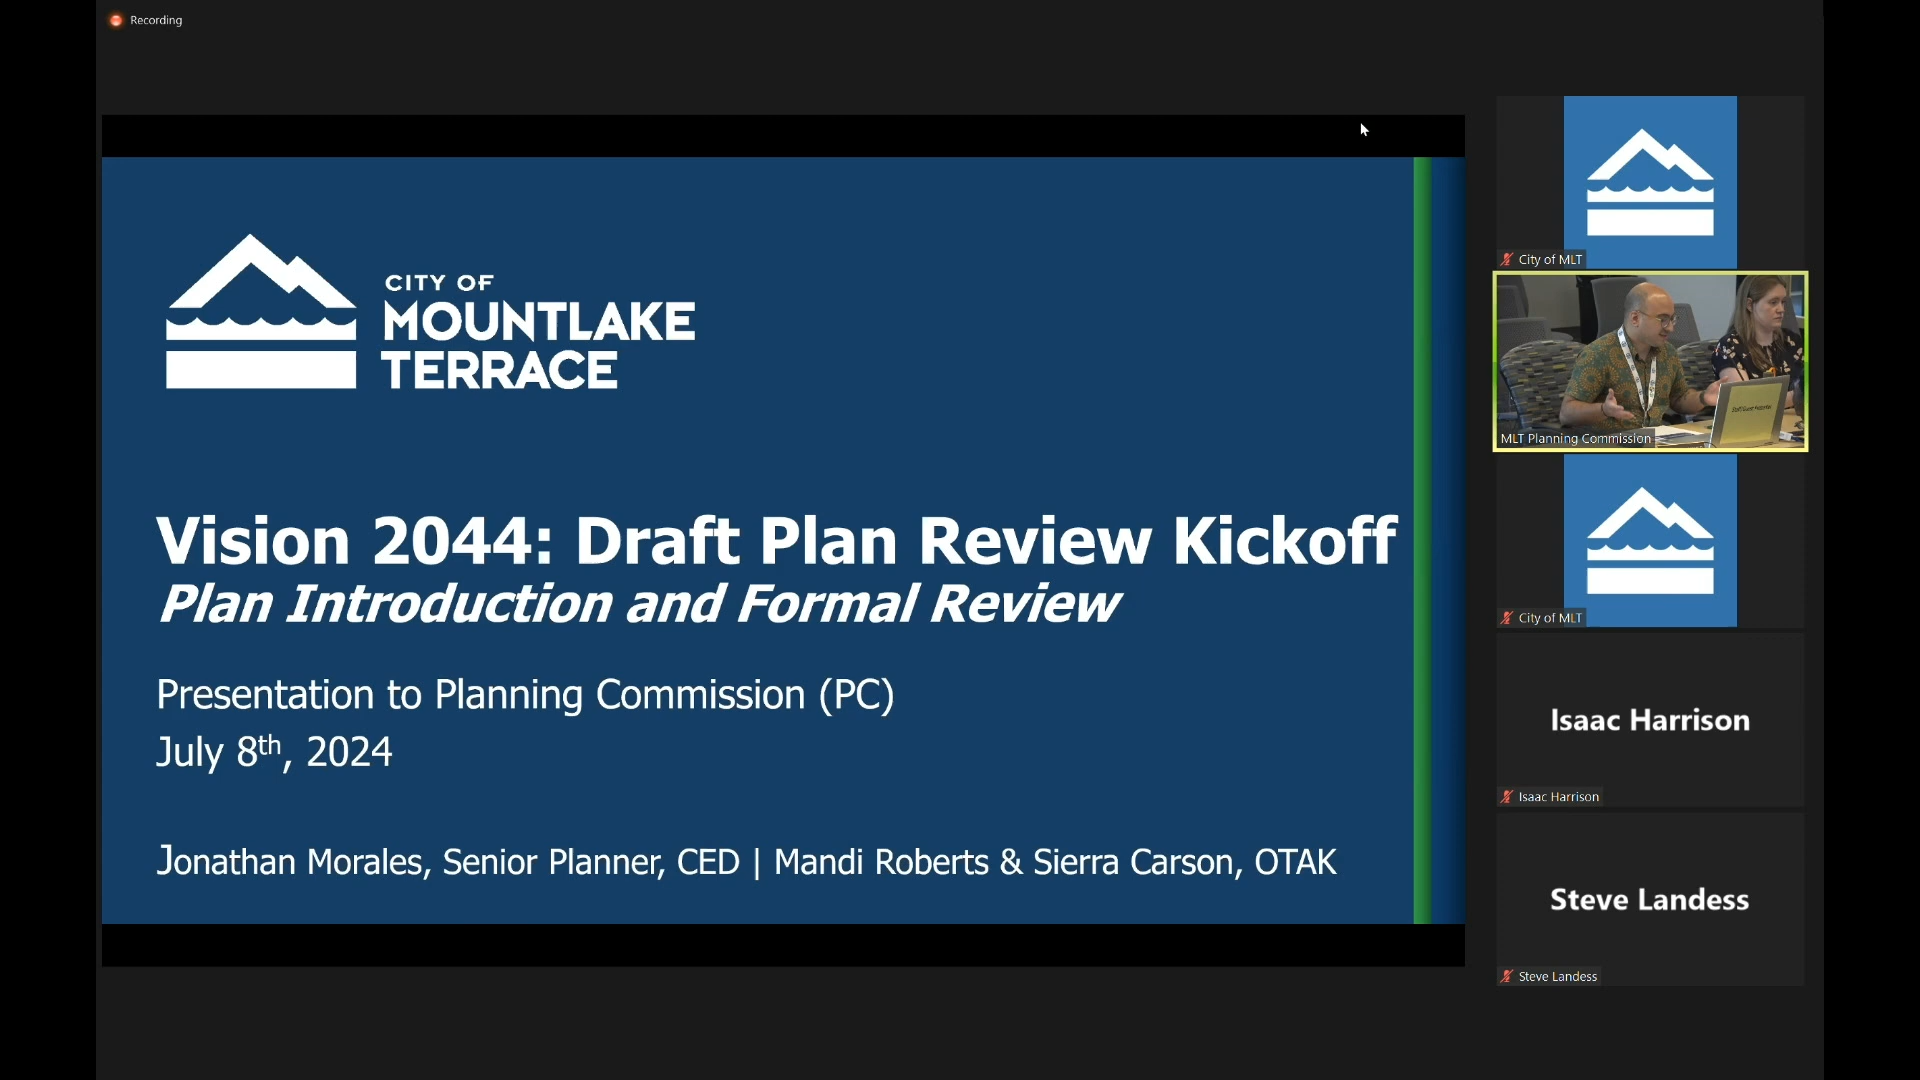 Recording
CITY OF
MOUNTLAKE
TERRACE
Vision 2044: Draft Plan Review Kickoff
Plan Introduction and Formal Review
Presentation to Planning Commission (PC)
July 8th, 2024
Jonathan Morales, Senior Planner, CED | Mandi Roberts & Sierra Carson, OTAK
City of MLT
MLT Planning Commission
City of MLT
Isaac Harrison
Isaac Harrison
Steve Landess
Steve Landess